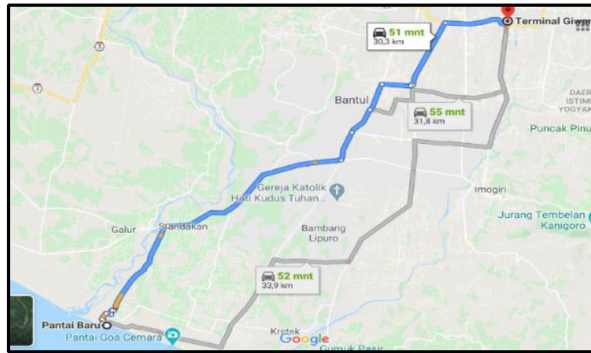 51 mnt
30,3 km
Terminal Giwan
Bantul
55 mnt
31,8 km
DAER
ISTIME
YOGYAK
Puncak Pinu
Gereja Katolik
Hati Kudus Tuhan...
Imogiri
Jurang Tembelan
Kanigoro
Galur
Srandakan
Bambang
Lipuro
52 mnt
33,9 km
Pantai Baru
Pantai Goa Cemara
Kretek
Google
Gumuk Pasir